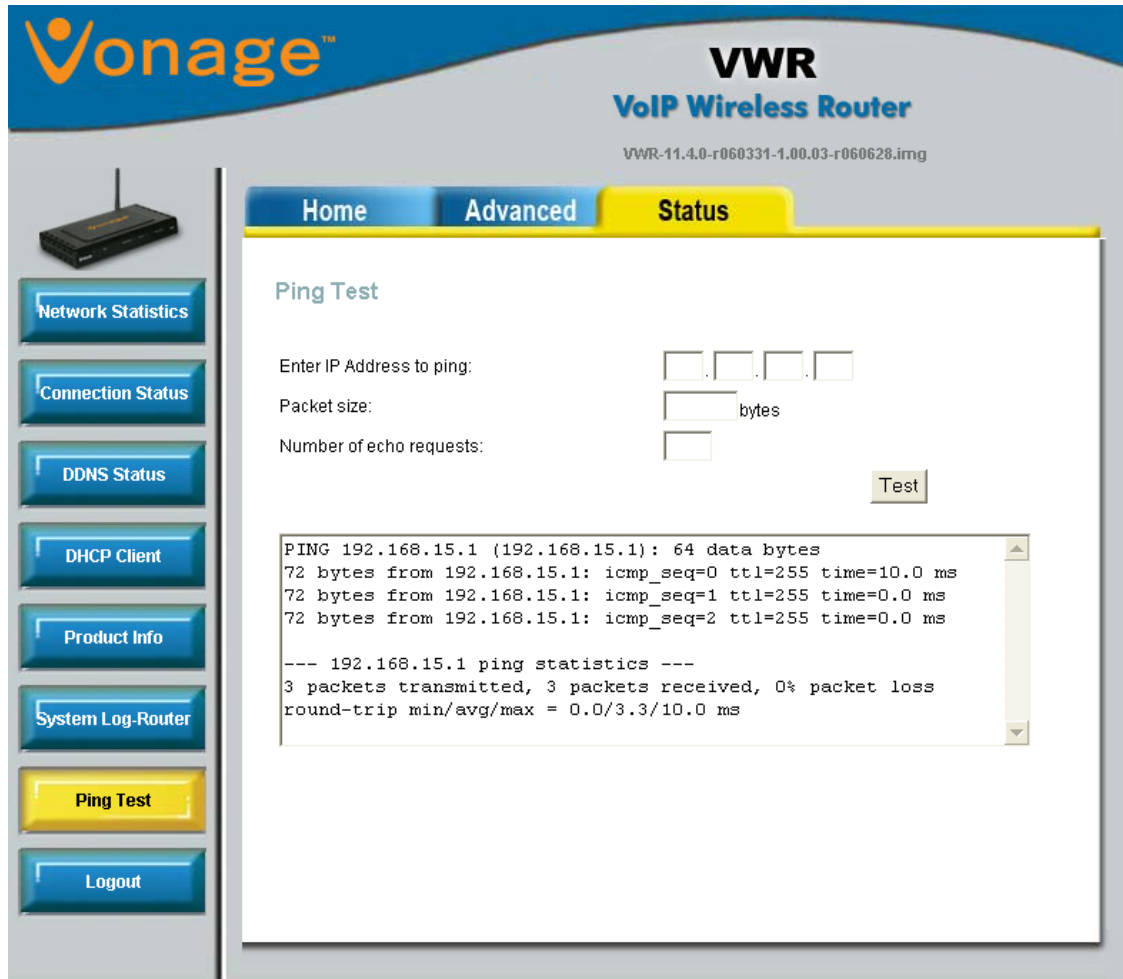 Vonage™
VWR
VoIP Wireless Router
VWR-11.4.0-r060331-1.00.03-r060628.img
Home
Advanced
Status
Vonage
Network Statistics
Connection Status
DDNS Status
DHCP Client
Product Info
System Log-Router
Ping Test
Logout
Ping Test
Enter IP Address to ping:
. . .
Packet size:
bytes
Number of echo requests:
Test
PING 192.168.15.1 (192.168.15.1): 64 data bytes
72 bytes from 192.168.15.1: icmp_seq=0 ttl=255 time=10.0 ms
72 bytes from 192.168.15.1: icmp_seq=1 ttl=255 time=0.0 ms
72 bytes from 192.168.15.1: icmp_seq=2 ttl=255 time=0.0 ms
--- 192.168.15.1 ping statistics ---
3 packets transmitted, 3 packets received, 0% packet loss
round-trip min/avg/max = 0.0/3.3/10.0 ms